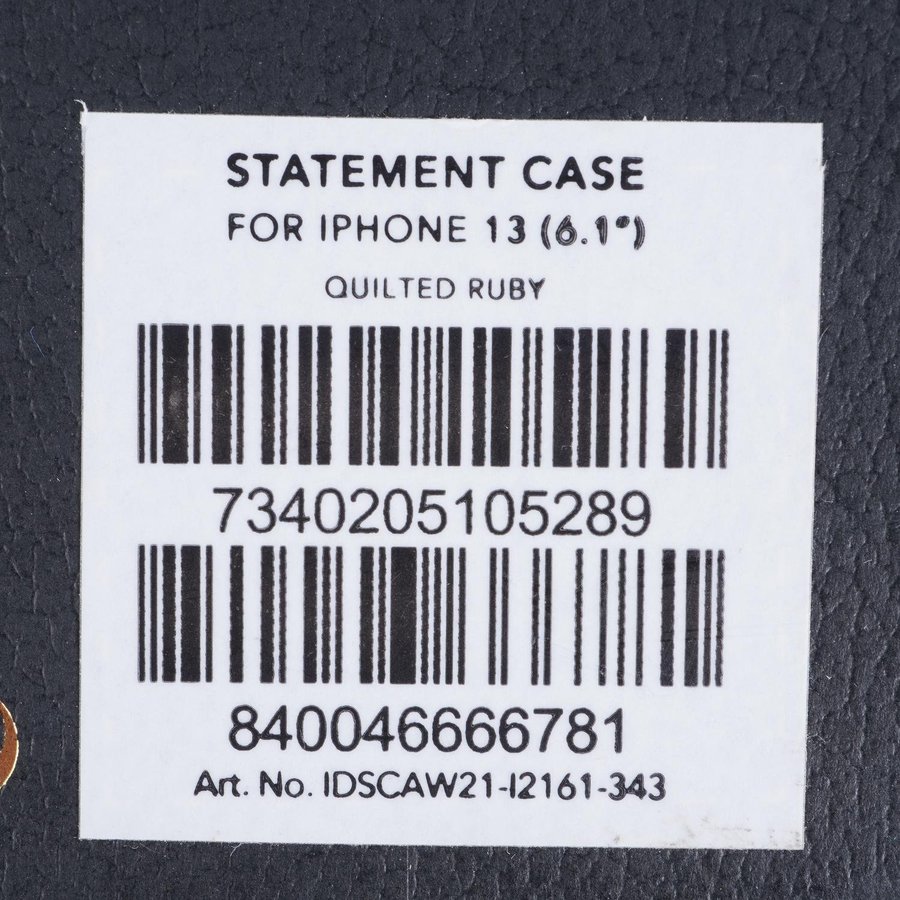 STATEMENT CASE
FOR IPHONE 13 (6.1")
QUILTED RUBY
7340205105289
840046666781
Art. No. IDSCAW21-I2161-343